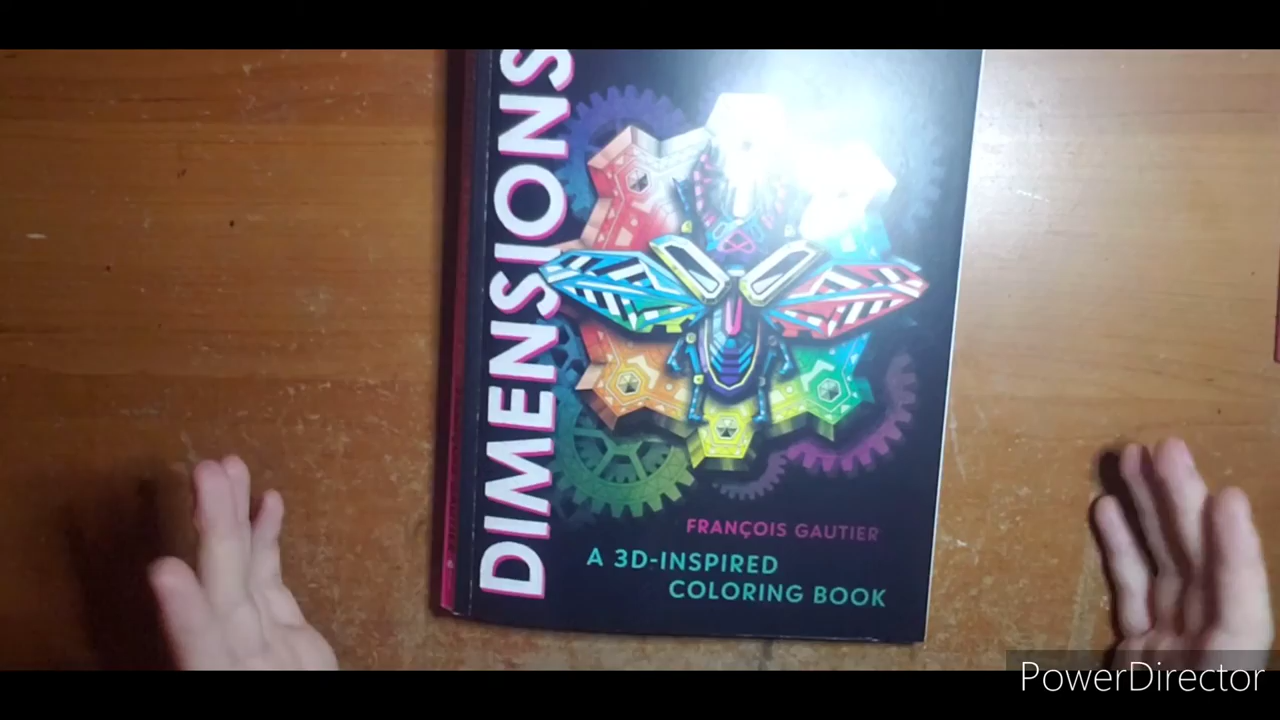 DIMENSIONS
FRANÇOIS GAUTIER
A 3D-INSPIRED
COLORING BOOK
PowerDirector